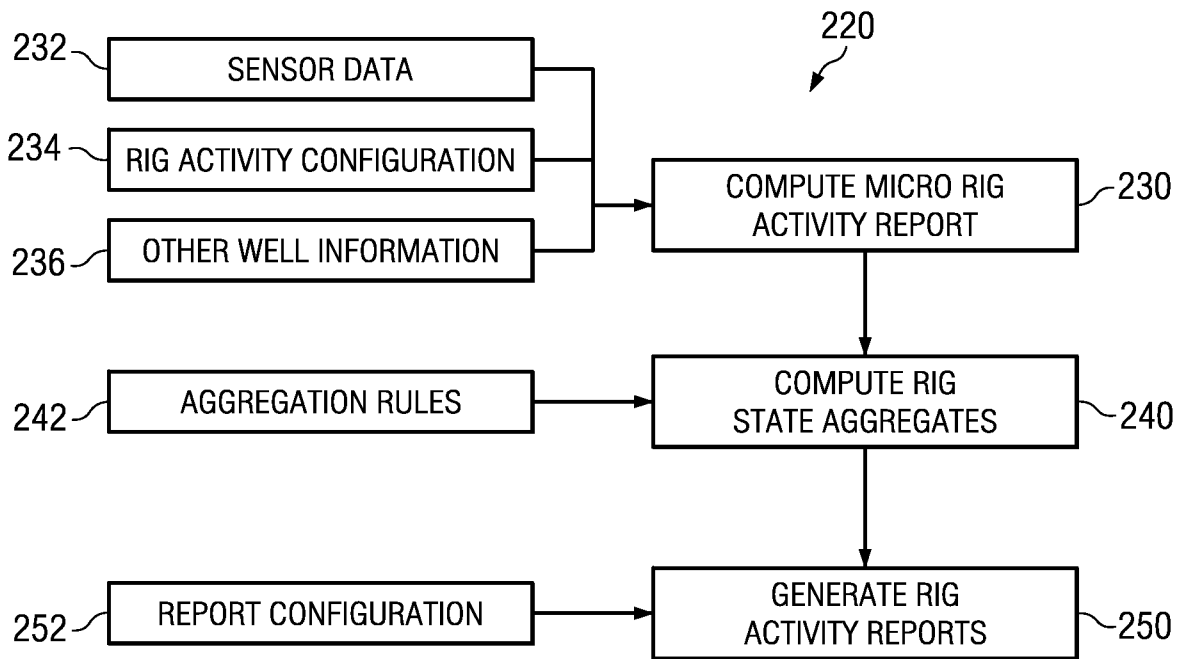 232
SENSOR DATA
220
234
RIG ACTIVITY CONFIGURATION
COMPUTE MICRO RIG
ACTIVITY REPORT
230
236
OTHER WELL INFORMATION
242
AGGREGATION RULES
COMPUTE RIG
STATE AGGREGATES
240
252
REPORT CONFIGURATION
GENERATE RIG
ACTIVITY REPORTS
250